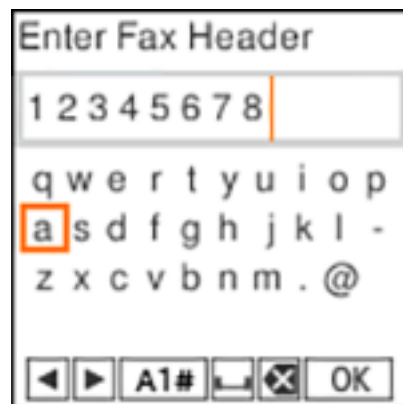 Enter Fax Header
12345678
q w e r t y u i o p
a s d f g h j k l -
z x c v b n m . @
A1# OK